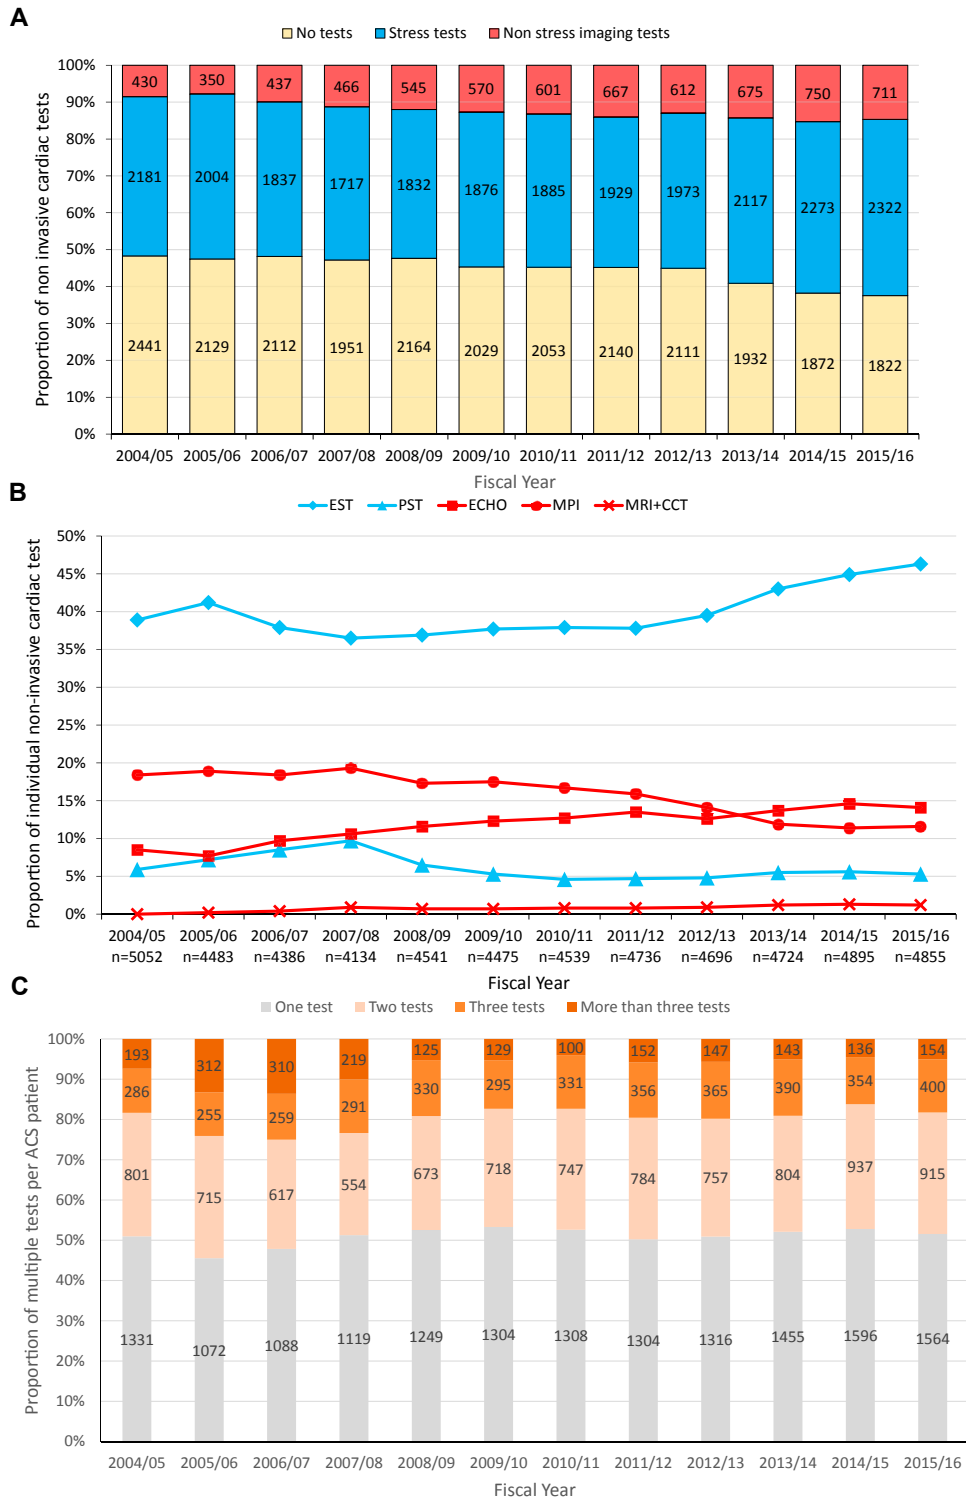 A
No tests Stress tests Non stress imaging tests
Proportion of non invasive cardiac tests
100%
90%
80%
70%
60%
50%
40%
30%
20%
10%
0%
430 350 437 466 545 570 601 667 612 675 750 711
2181 2004 1837 1717 1832 1876 1885 1929 1973 2117 2273 2322
2441 2129 2112 1951 2164 2029 2053 2140 2111 1932 1872 1822
2004/05 2005/06 2006/07 2007/08 2008/09 2009/10 2010/11 2011/12 2012/13 2013/14 2014/15 2015/16
Fiscal Year
B
EST PST ECHO MPI MRI+CCT
Proportion of individual non-invasive cardiac test
50%
45%
40%
35%
30%
25%
20%
15%
10%
5%
0%
2004/05 2005/06 2006/07 2007/08 2008/09 2009/10 2010/11 2011/12 2012/13 2013/14 2014/15 2015/16
n=5052 n=4483 n=4386 n=4134 n=4541 n=4475 n=4539 n=4736 n=4696 n=4724 n=4895 n=4855
Fiscal Year
C
One test Two tests Three tests More than three tests
Proportion of multiple tests per ACS patient
100%
90%
80%
70%
60%
50%
40%
30%
20%
10%
0%
193 312 310 219 125 129 100 152 147 143 136 154
286 255 259 291 330 295 331 356 365 390 354 400
801 715 617 554 673 718 747 784 757 804 937 915
1331 1072 1088 1119 1249 1304 1308 1304 1316 1455 1596 1564
2004/05 2005/06 2006/07 2007/08 2008/09 2009/10 2010/11 2011/12 2012/13 2013/14 2014/15 2015/16
Fiscal Year